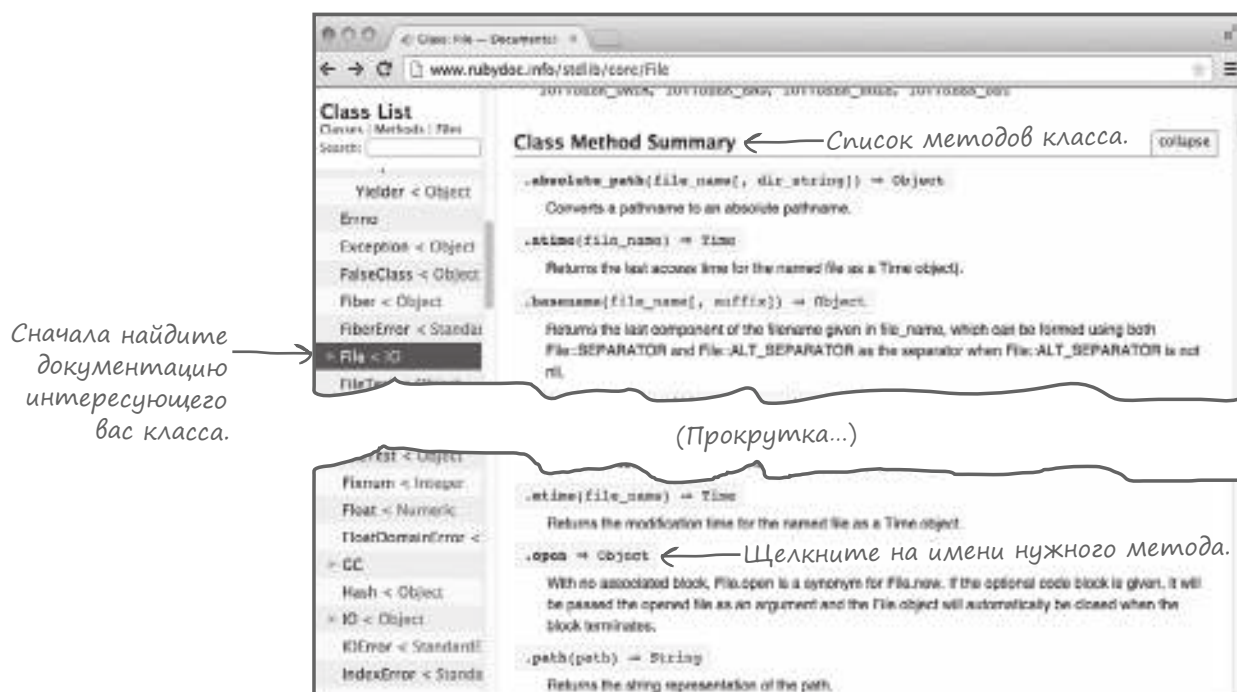 Class: File — Documentati
www.rubydoc.info/stdlib/core/File
Class List
Classes | Methods | Files
Search:
Yielder < Object
Errno
Exception < Object
FalseClass < Object
Fiber < Object
FiberError < Standar
File < IO
Сначала найдите
документацию
интересующего
вас класса.
Class Method Summary
Список методов класса.
collapse
.absolute_path(file_name[, dir_string]) ⇒ Object
Converts a pathname to an absolute pathname.
.atime(file_name) ⇒ Time
Returns the last access time for the named file as a Time object).
.basename(file_name[, suffix]) ⇒ Object
Returns the last component of the filename given in file_name, which can be formed using both
File::SEPARATOR and File::ALT_SEPARATOR as the separator when File::ALT_SEPARATOR is not
nil.
(Прокрутка...)
Fixnum < Integer
Float < Numeric
FloatDomainError <
GC
Hash < Object
IO < Object
IOError < StandardE
IndexError < Standa
.mtime(file_name) ⇒ Time
Returns the modification time for the named file as a Time object.
.open ⇒ Object
Щелкните на имени нужного метода.
With no associated block, File.open is a synonym for File.new. If the optional code block is given, it will
be passed the opened file as an argument and the File object will automatically be closed when the
block terminates.
.path(path) ⇒ String
Returns the string representation of the path.